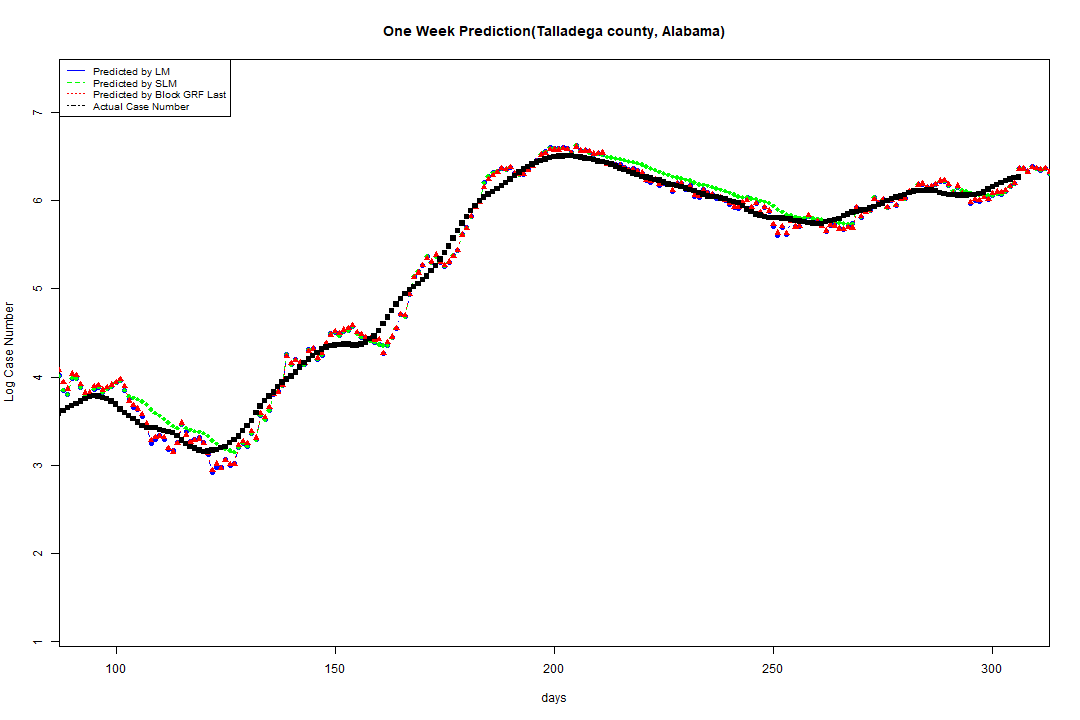 One Week Prediction(Talladega county, Alabama)
Predicted by LM
Predicted by SLM
Predicted by Block GRF Last
Actual Case Number
7
6
5
4
3
2
1
Log Case Number
100 150 200 250 300
days